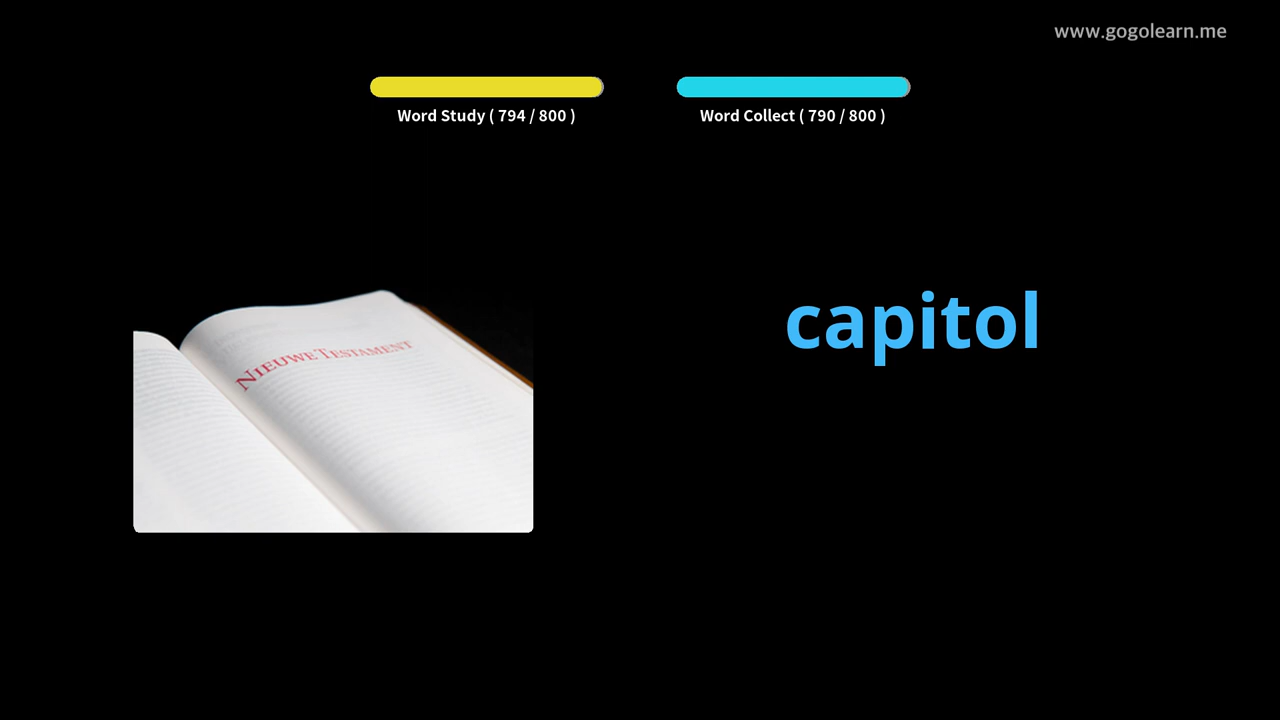 www.gogolearn.me
Word Study ( 794 / 800 )
Word Collect ( 790 / 800 )
NIEUWE TESTAMENT
capitol